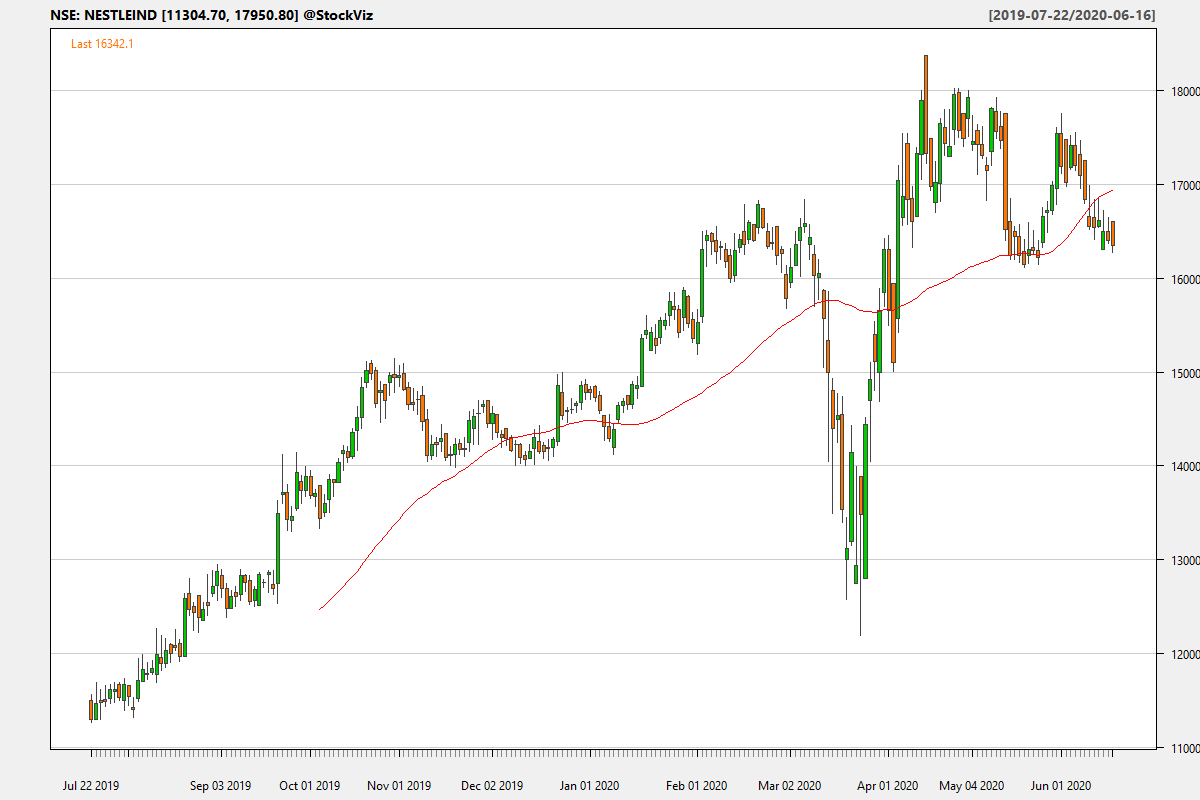 NSE: NESTLEIND [11304.70, 17950.80] @StockViz
[2019-07-22/2020-06-16]
Last 16342.1
18000
17000
16000
15000
14000
13000
12000
11000
Jul 22 2019
Sep 03 2019
Oct 01 2019
Nov 01 2019
Dec 02 2019
Jan 01 2020
Feb 01 2020
Mar 02 2020
Apr 01 2020
May 04 2020
Jun 01 2020